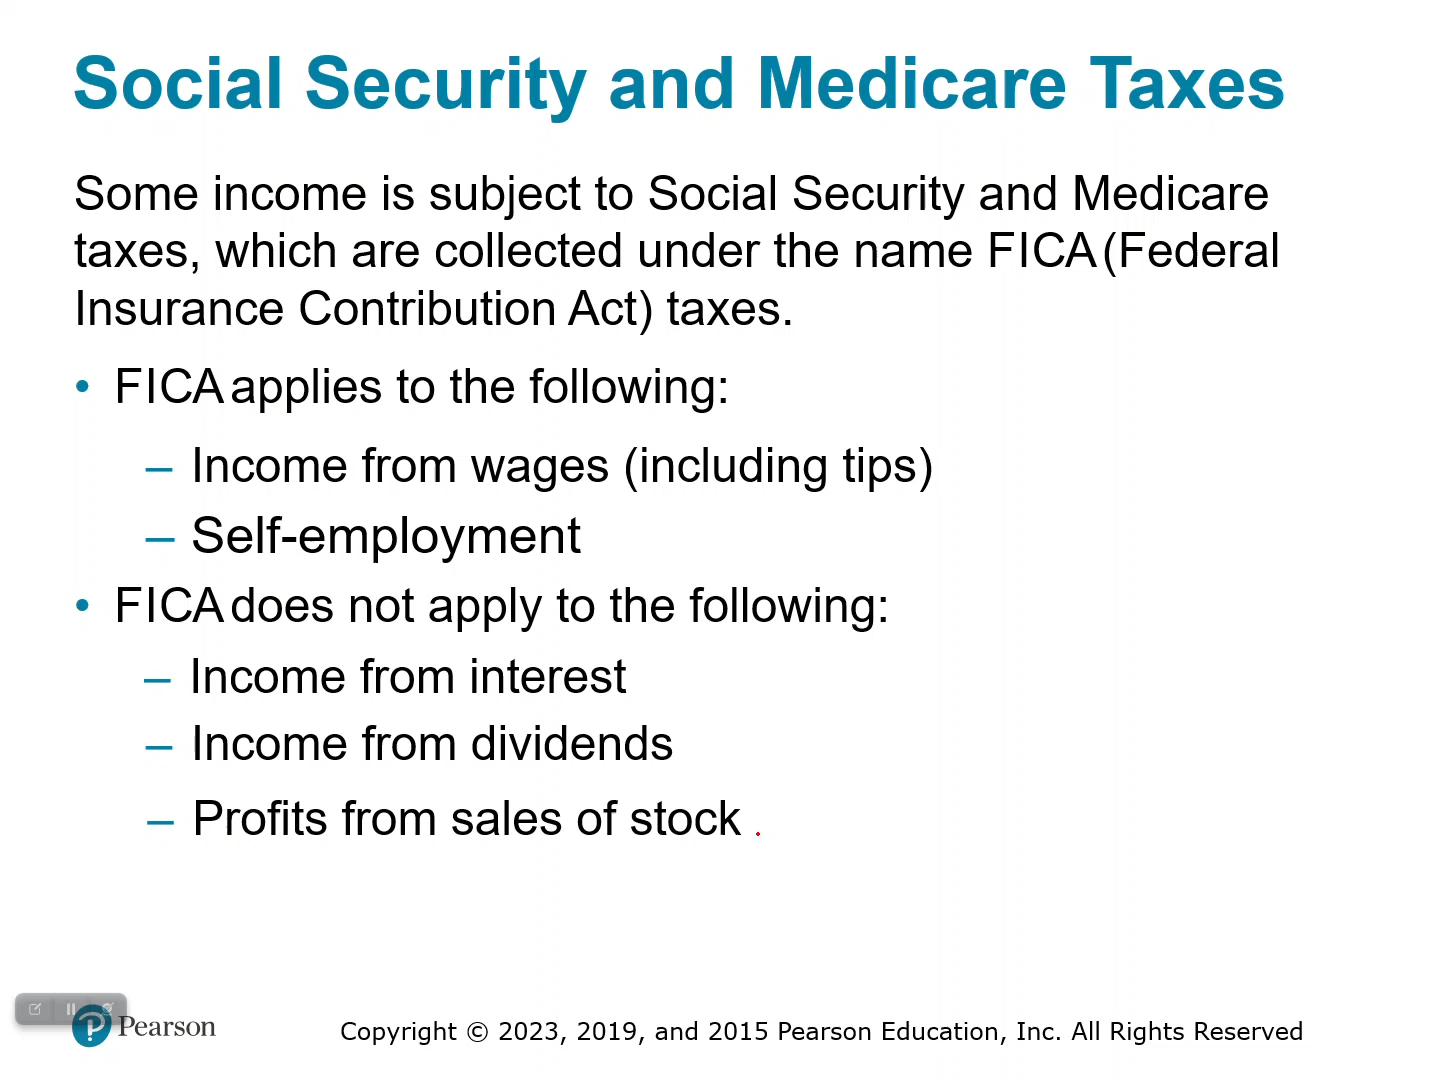 Social Security and Medicare Taxes
Some income is subject to Social Security and Medicare
taxes, which are collected under the name FICA (Federal
Insurance Contribution Act) taxes.
• FICA applies to the following:
– Income from wages (including tips)
– Self-employment
• FICA does not apply to the following:
– Income from interest
– Income from dividends
– Profits from sales of stock .
Pearson
Copyright © 2023, 2019, and 2015 Pearson Education, Inc. All Rights Reserved